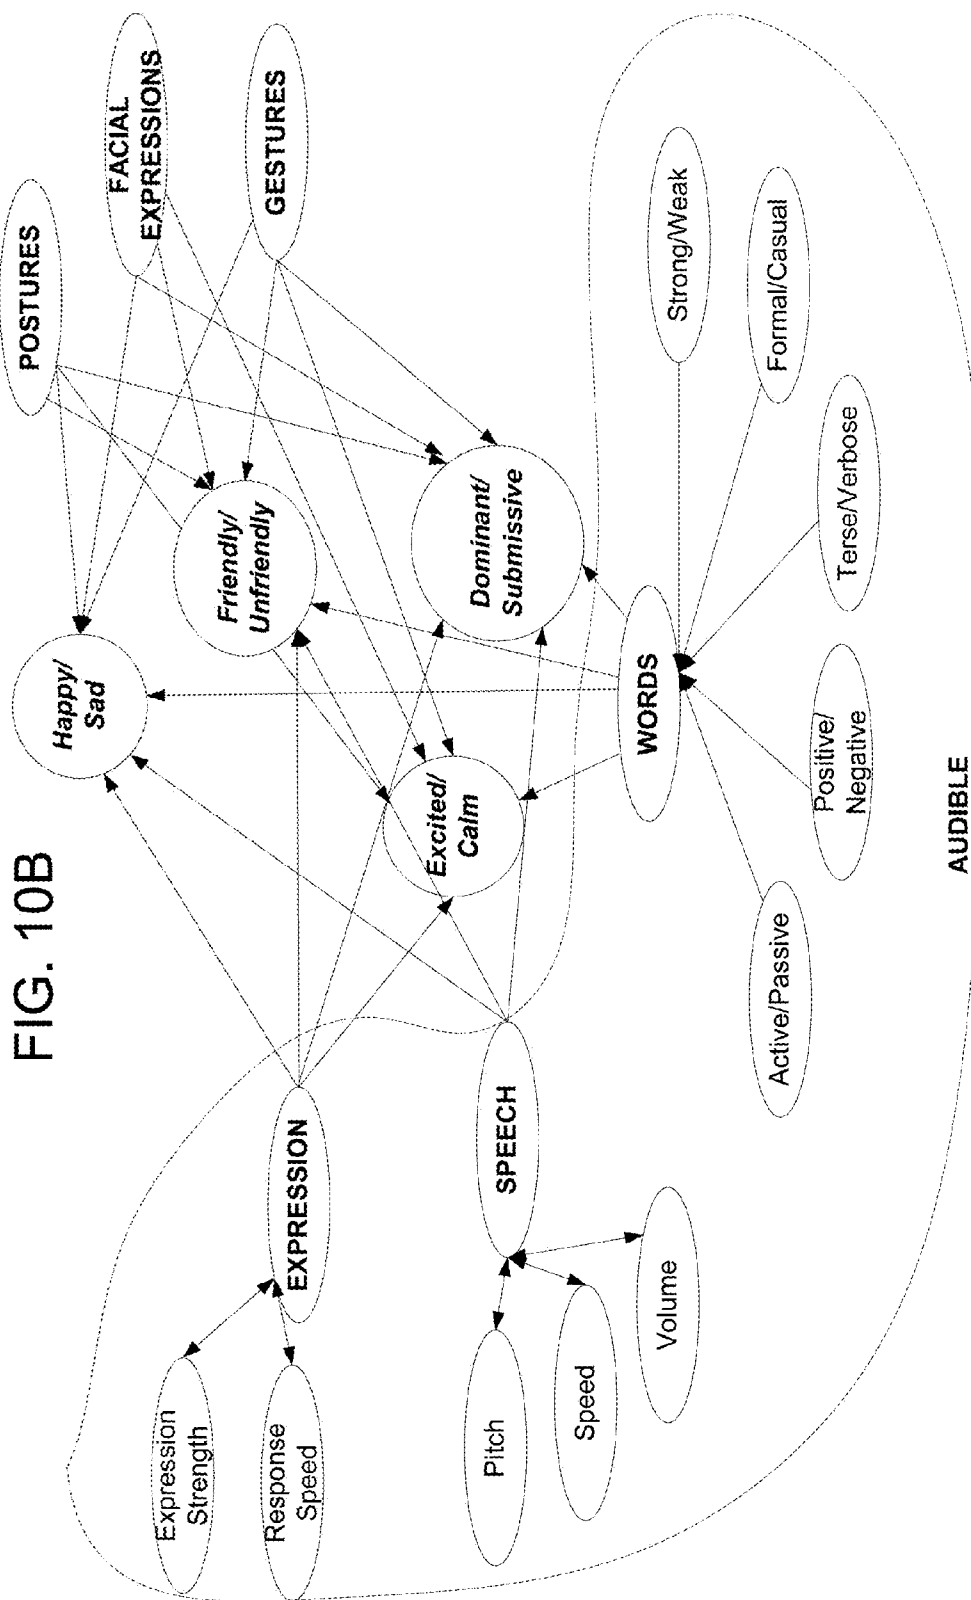 FIG. 10B
POSTURES
FACIAL
EXPRESSIONS
GESTURES
Happy/
Sad
Friendly/
Unfriendly
Dominant/
Submissive
Excited/
Calm
EXPRESSION
Expression
Strength
Response
Speed
SPEECH
Pitch
Speed
Volume
WORDS
Strong/Weak
Formal/Casual
Terse/Verbose
Positive/
Negative
Active/Passive
AUDIBLE